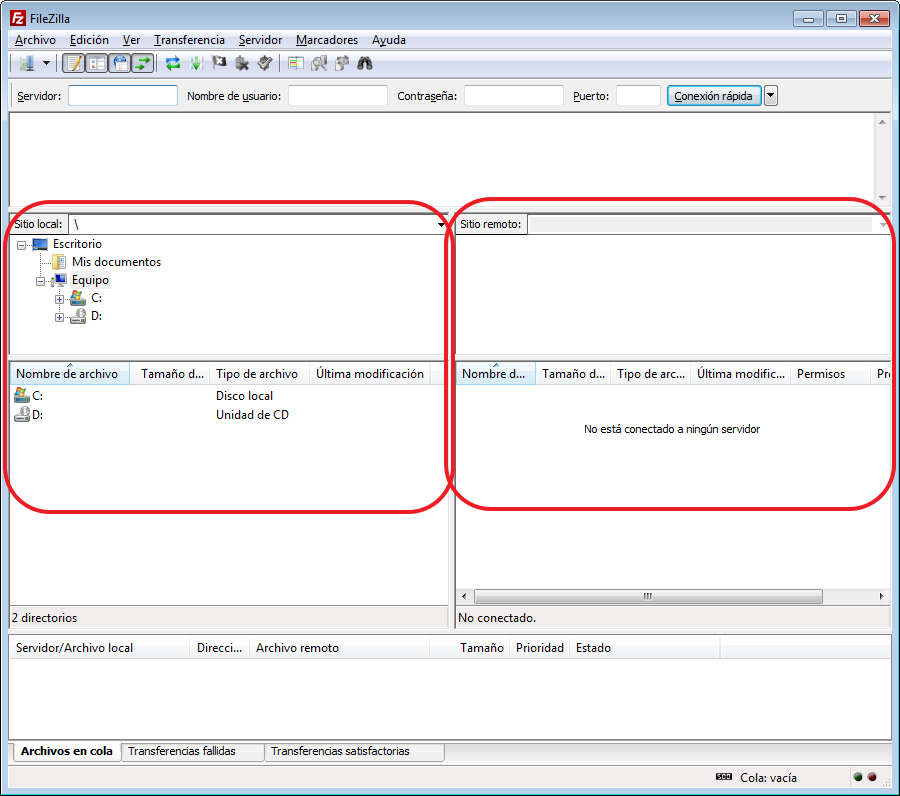 FileZilla
Archivo Edición Ver Transferencia Servidor Marcadores Ayuda
Servidor: Nombre de usuario: Contraseña: Puerto: Conexión rápida
Sitio local: \
Escritorio
Mis documentos
Equipo
C:
D:
Nombre de archivo Tamaño d... Tipo de archivo Última modificación
C: Disco local
D: Unidad de CD
2 directorios
Sitio remoto:
Nombre d... Tamaño d... Tipo de arc... Última modific... Permisos Pr
No está conectado a ningún servidor
No conectado.
Servidor/Archivo local Direcci... Archivo remoto Tamaño Prioridad Estado
Archivos en cola Transferencias fallidas Transferencias satisfactorias
Cola: vacía